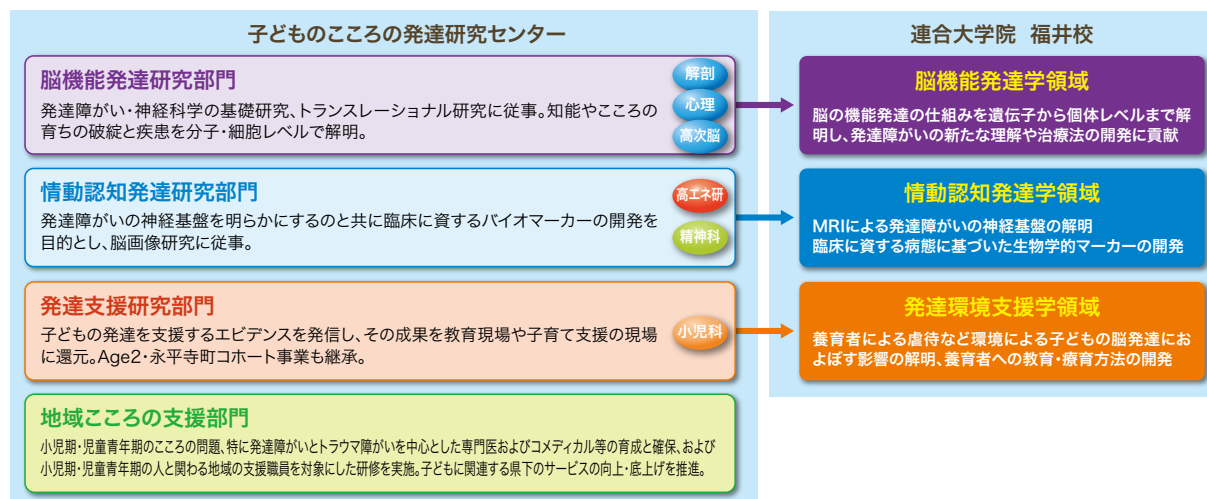 子どものこころの発達研究センター
脳機能発達研究部門
発達障がい・神経科学の基礎研究、トランスレーショナル研究に従事。知能やこころの
育ちの破綻と疾患を分子・細胞レベルで解明。
解剖
心理
高次脳
情動認知発達研究部門
発達障がいの神経基盤を明らかにするのと共に臨床に資するバイオマーカーの開発を
目的とし、脳画像研究に従事。
高エネ研
精神科
発達支援研究部門
子どもの発達を支援するエビデンスを発信し、その成果を教育現場や子育て支援の現場
に還元。Age2・永平寺町コホート事業も継承。
小児科
地域こころの支援部門
小児期・児童青年期のこころの問題、特に発達障がいとトラウマ障がいを中心とした専門医およびコメディカル等の育成と確保、および
小児期・児童青年期の人と関わる地域の支援職員を対象にした研修を実施。子どもに関連する県下のサービスの向上・底上げを推進。
連合大学院 福井校
脳機能発達学領域
脳の機能発達の仕組みを遺伝子から個体レベルまで解
明し、発達障がいの新たな理解や治療法の開発に貢献
情動認知発達学領域
MRIによる発達障がいの神経基盤の解明
臨床に資する病態に基づいた生物学的マーカーの開発
発達環境支援学領域
養育者による虐待など環境による子どもの脳発達にお
よぼす影響の解明、養育者への教育・療育方法の開発